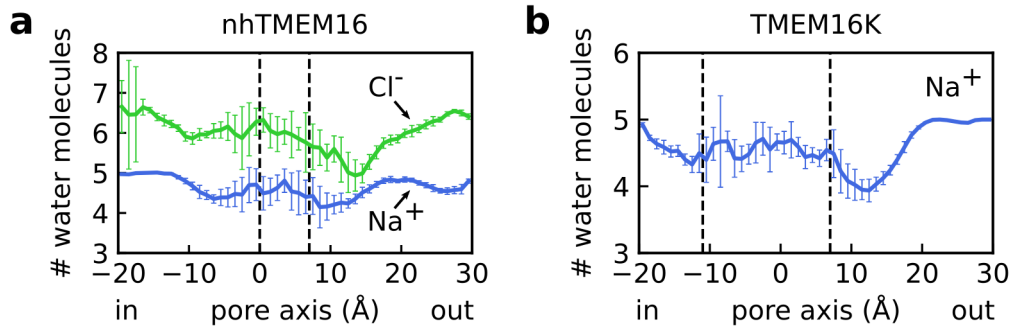 a
nhTMEM16
# water molecules
8
7
6
5
4
3
Cl-
Na+
−20 −10 0 10 20 30
in pore axis (Å) out
b
TMEM16K
# water molecules
6
5
4
3
Na+
−20 −10 0 10 20 30
in pore axis (Å) out